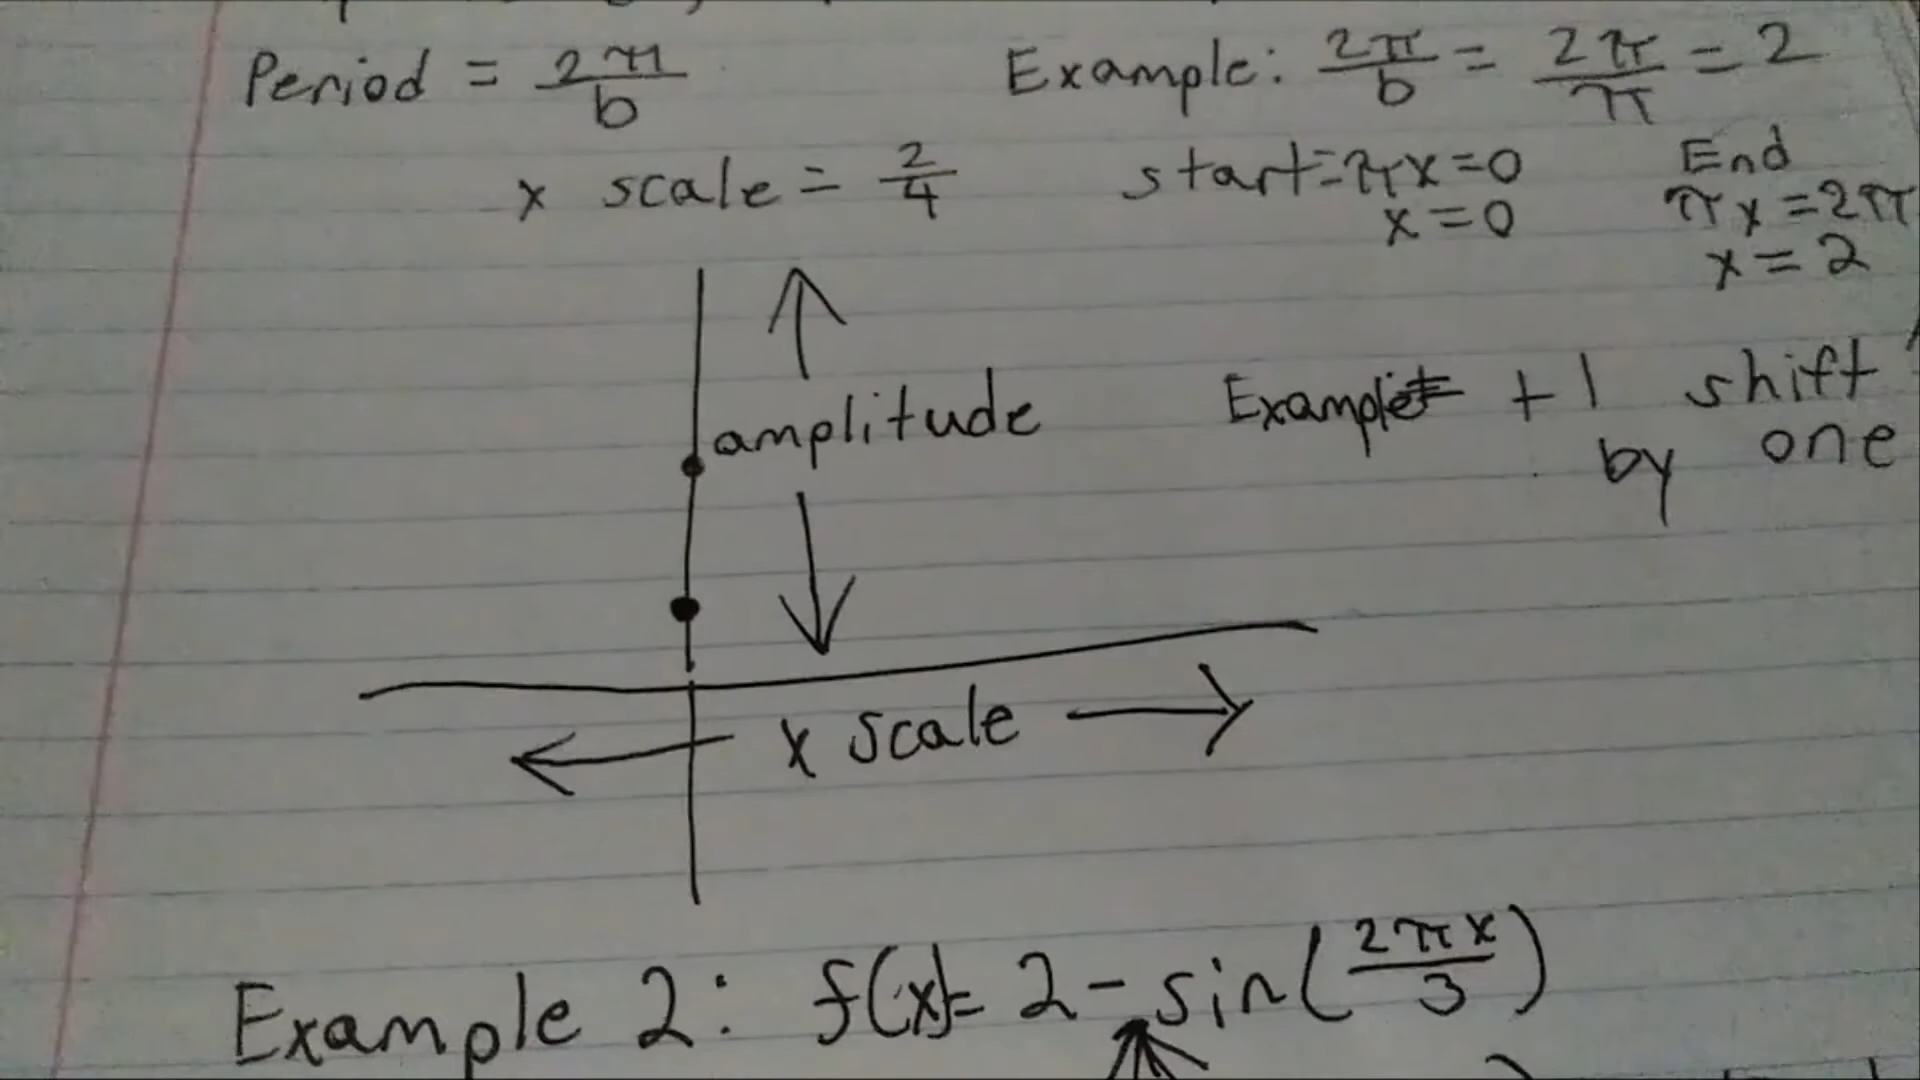 Period = 2π/b
Example: 2π/b = 2π/π = 2
x scale = 2/4
start = πx=0
x=0
End
πx=2π
x=2
amplitude
Example +1 shift
by one
x scale
Example 2: f(x)= 2-sin(2πx/3)